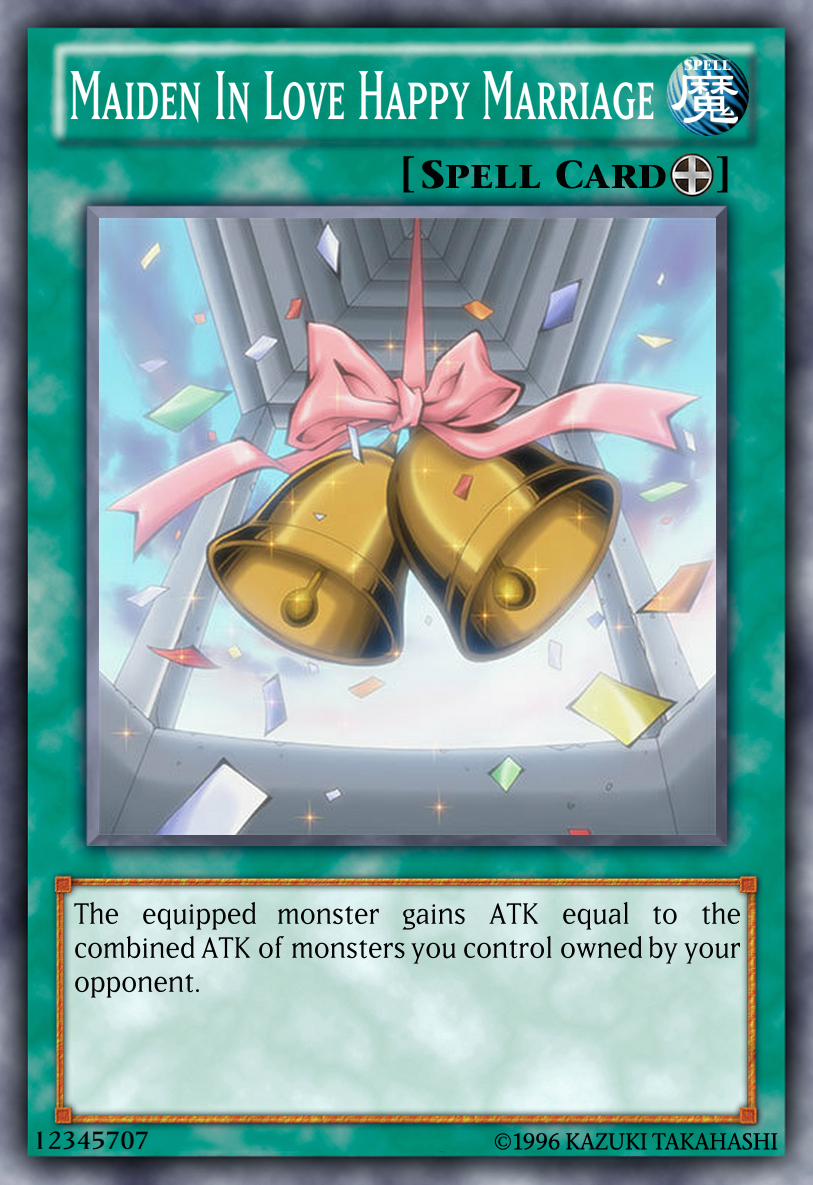 MAIDEN IN LOVE HAPPY MARRIAGE
SPELL
魔
[SPELL CARD]
The equipped monster gains ATK equal to the
combined ATK of monsters you control owned by your
opponent.
12345707
©1996 KAZUKI TAKAHASHI